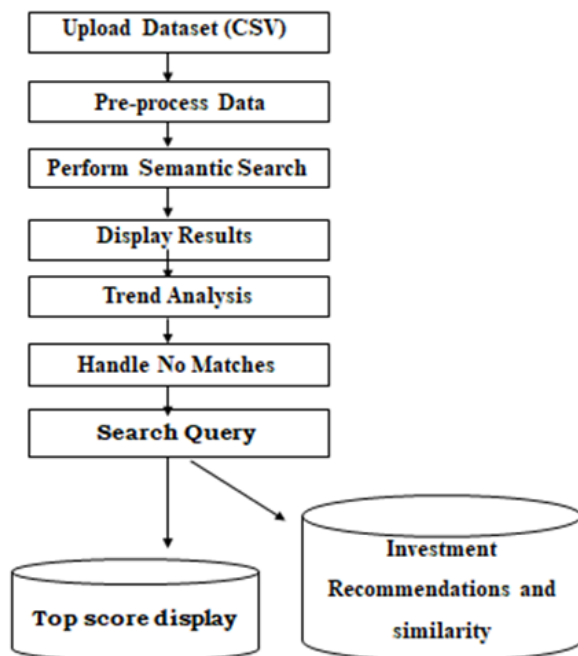 Upload Dataset (CSV)
Pre-process Data
Perform Semantic Search
Display Results
Trend Analysis
Handle No Matches
Search Query
Top score display
Investment
Recommendations and
similarity